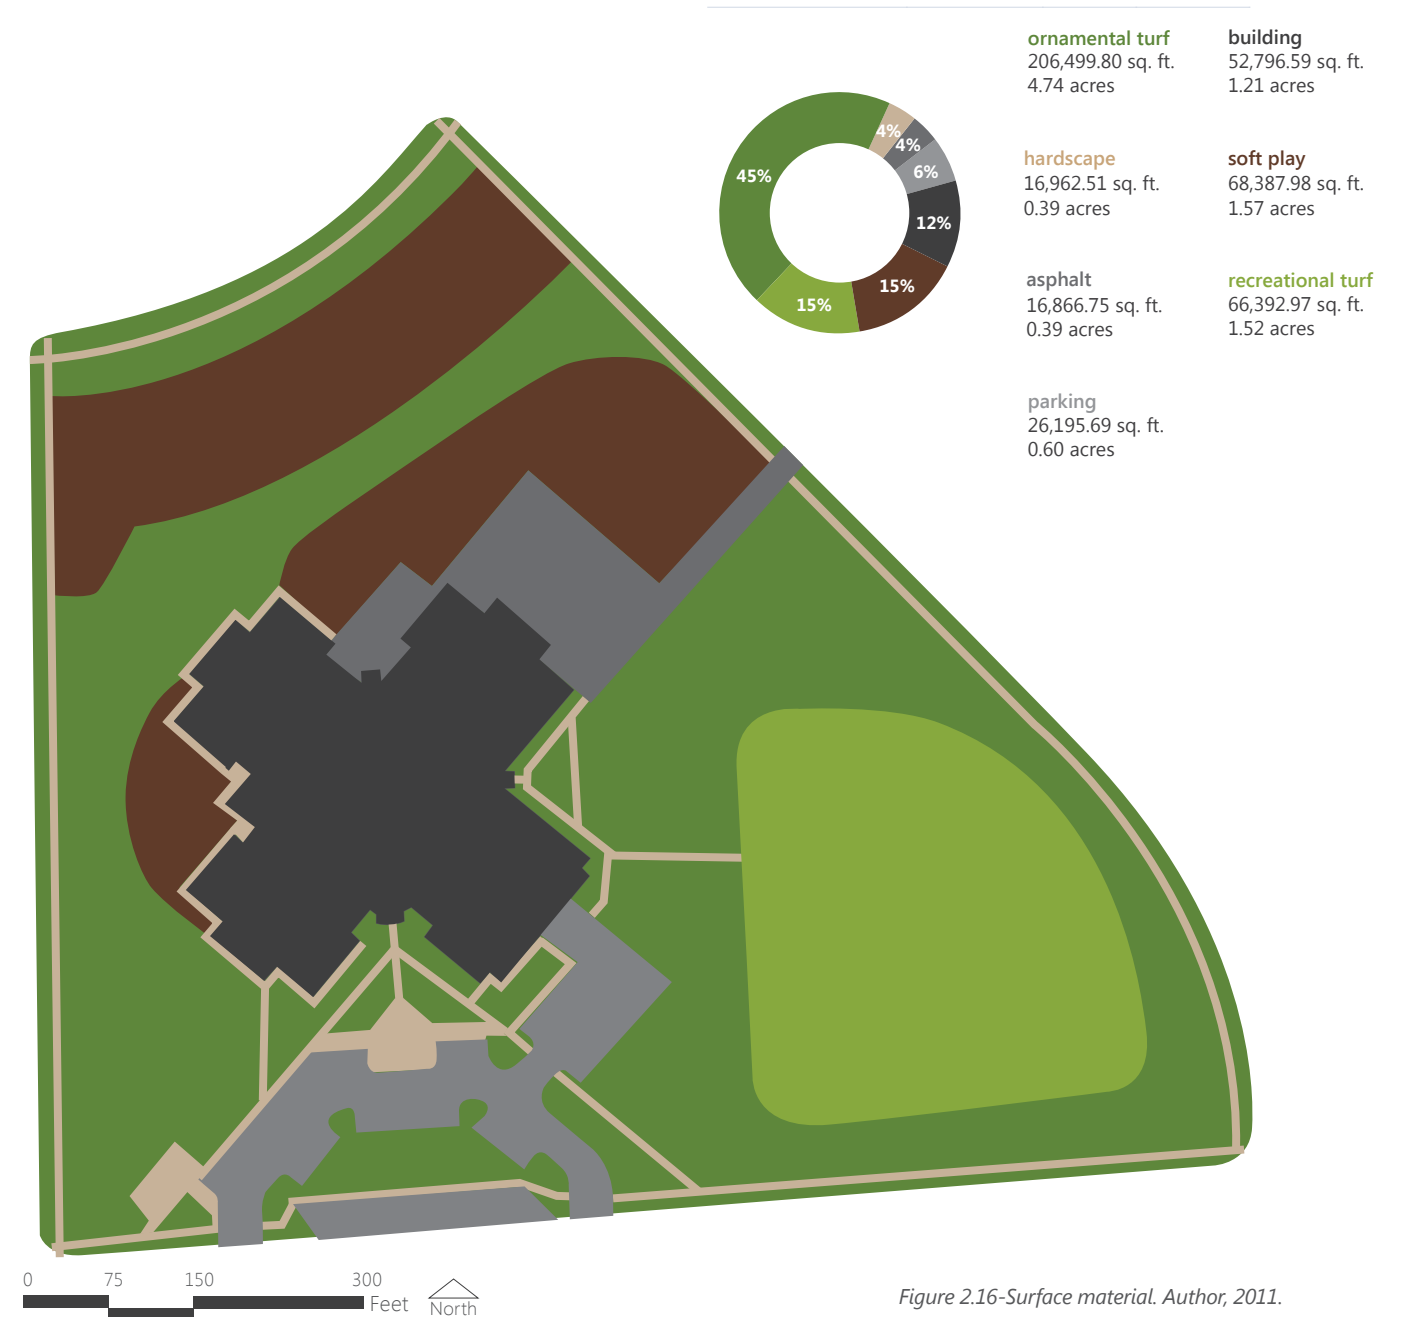 ornamental turf
206,499.80 sq. ft.
4.74 acres
building
52,796.59 sq. ft.
1.21 acres
hardscape
16,962.51 sq. ft.
0.39 acres
soft play
68,387.98 sq. ft.
1.57 acres
asphalt
16,866.75 sq. ft.
0.39 acres
recreational turf
66,392.97 sq. ft.
1.52 acres
parking
26,195.69 sq. ft.
0.60 acres
4%
4%
6%
12%
15%
15%
45%
0 75 150 300
Feet
North
Figure 2.16-Surface material. Author, 2011.